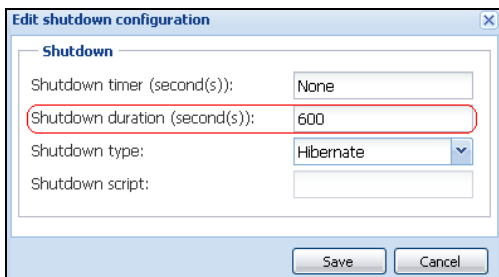 Edit shutdown configuration
Shutdown
Shutdown timer (second(s)): None
Shutdown duration (second(s)): 600
Shutdown type: Hibernate
Shutdown script:
Save Cancel